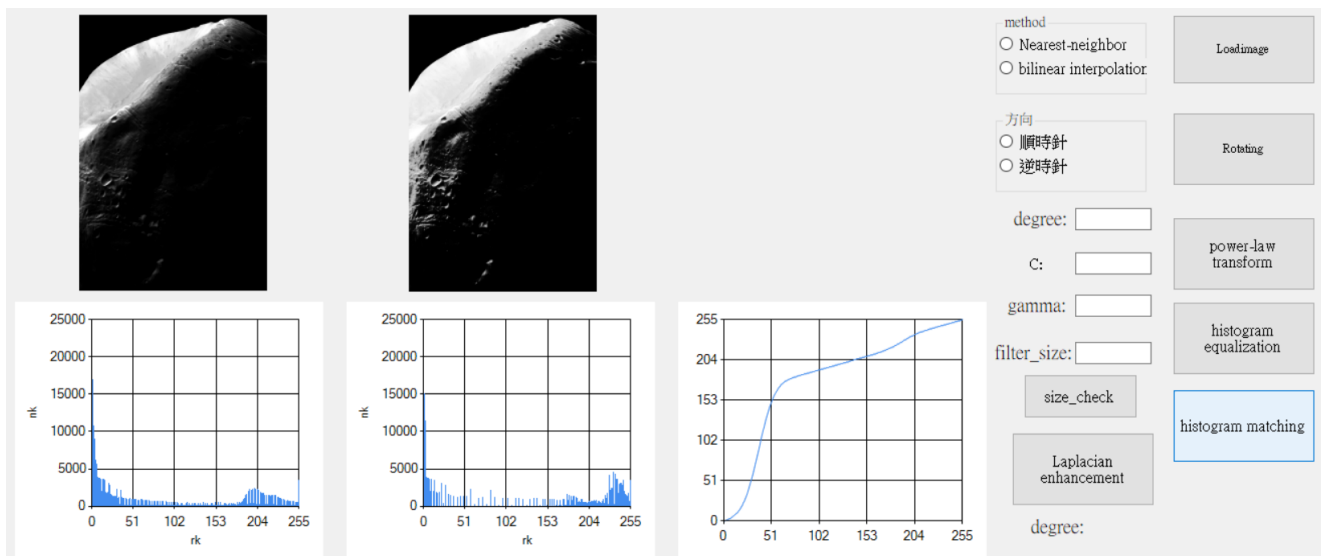 method
Nearest-neighbor
bilinear interpolation
Loadimage
方向
順時針
逆時針
Rotating
degree:
C:
gamma:
filter_size:
size_check
Laplacian
enhancement
degree:
power-law
transform
histogram
equalization
histogram matching
25000
20000
15000
10000
5000
0
nk
0 51 102 153 204 255
rk
25000
20000
15000
10000
5000
0
nk
0 51 102 153 204 255
rk
255
204
153
102
51
0
0 51 102 153 204 255